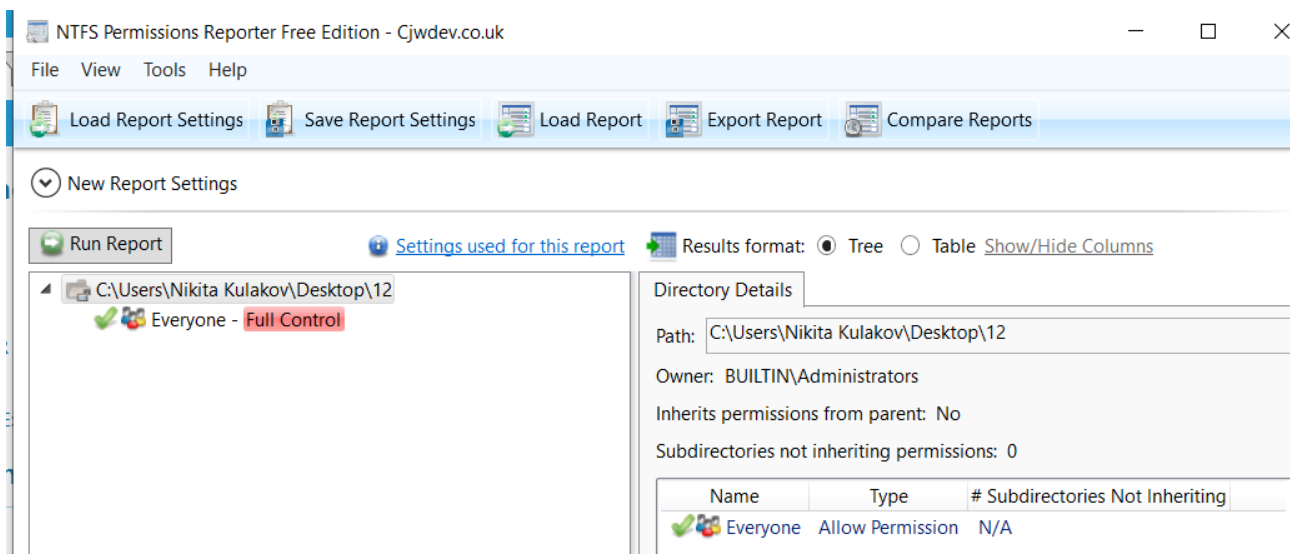 NTFS Permissions Reporter Free Edition - Cjwdev.co.uk
File View Tools Help
Load Report Settings Save Report Settings Load Report Export Report Compare Reports
New Report Settings
Run Report Settings used for this report Results format: Tree Table Show/Hide Columns
C:\Users\Nikita Kulakov\Desktop\12
Everyone - Full Control
Directory Details
Path: C:\Users\Nikita Kulakov\Desktop\12
Owner: BUILTIN\Administrators
Inherits permissions from parent: No
Subdirectories not inheriting permissions: 0
Name Type # Subdirectories Not Inheriting
Everyone Allow Permission N/A